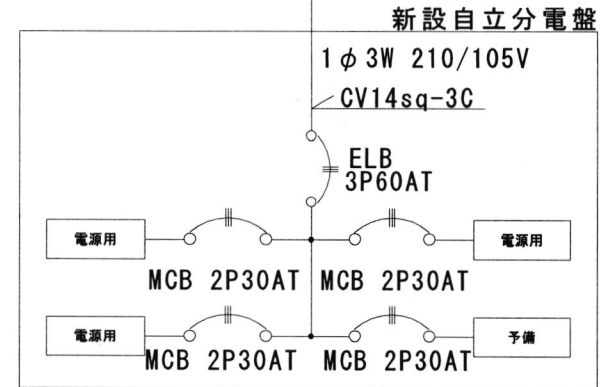 新設自立分電盤
1φ3W 210/105V
CV14sq-3C
ELB
3P60AT
電源用
電源用
MCB 2P30AT
MCB 2P30AT
電源用
予備
MCB 2P30AT
MCB 2P30AT